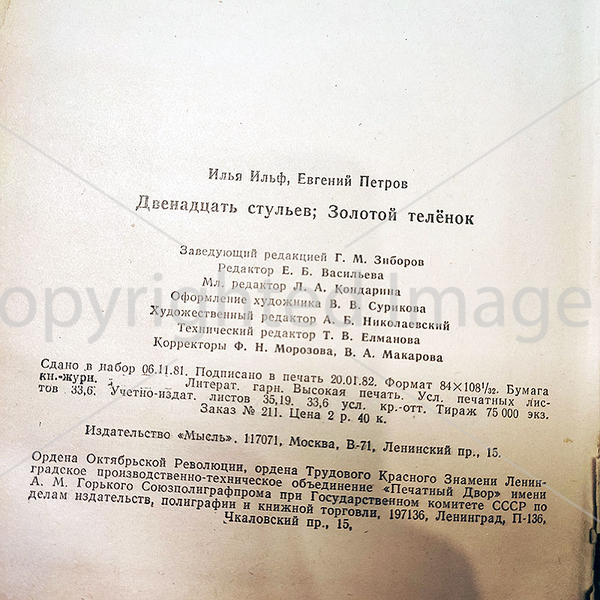 Илья Ильф, Евгений Петров
Двенадцать стульев; Золотой телёнок
Заведующий редакцией Г. М. Зиборов
Редактор Е. Б. Васильева
Мл. редактор Л. А. Кондарина
Оформление художника В. В. Сурикова
Художественный редактор А. Б. Николаевский
Технический редактор Т. В. Елманова
Корректоры Ф. Н. Морозова, В. А. Макарова
Сдано в набор 06.11.81. Подписано в печать 20.01.82. Формат 84×108¹/₃₂. Бумага
кн.-журн. Литерат. гарн. Высокая печать. Усл. печатных лис-
тов 33,6. Учетно-издат. листов 35,19. 33,6 усл. кр.-отт. Тираж 75 000 экз.
Заказ № 211. Цена 2 р. 40 к.
Издательство «Мысль». 117071, Москва, В-71, Ленинский пр., 15.
Ордена Октябрьской Революции, ордена Трудового Красного Знамени Ленин-
градское производственно-техническое объединение «Печатный Двор» имени
А. М. Горького Союзполиграфпрома при Государственном комитете СССР по
делам издательств, полиграфии и книжной торговли, 197136, Ленинград, П-136,
Чкаловский пр., 15,
opyrighted Image